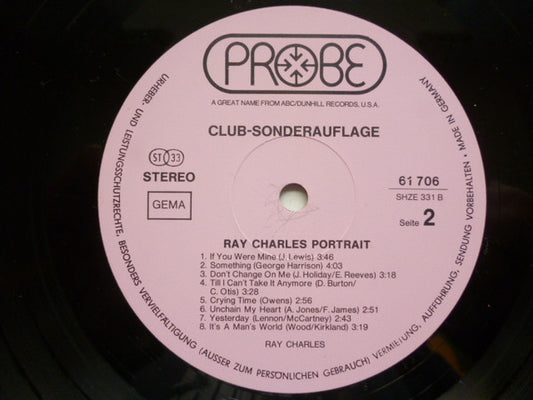 PROBE
A GREAT NAME FROM ABC/DUNHILL RECORDS, U.S.A.
CLUB-SONDERAUFLAGE
ST 33
STEREO
GEMA
61 706
SHZE 331 B
Seite 2
RAY CHARLES PORTRAIT
1. If You Were Mine (J. Lewis) 3:46
2. Something (George Harrison) 4:03
3. Don't Change On Me (J. Holiday/E. Reeves) 3:18
4. Till I Can't Take It Anymore (D. Burton/
C. Otis) 3:28
5. Crying Time (Owens) 2:56
6. Unchain My Heart (A. Jones/F. James) 2:51
7. Yesterday (Lennon/McCartney) 2:43
8. It's A Man's World (Wood/Kirkland) 3:19
RAY CHARLES
URHEBER- UND LEISTUNGSSCHUTZRECHTE, BESONDERS VERVIELFÄLTIGUNG (AUSSER ZUM PERSÖNLICHEN GEBRAUCH) VERMIETUNG, AUFFÜHRUNG, SENDUNG VORBEHALTEN • MADE IN GERMANY